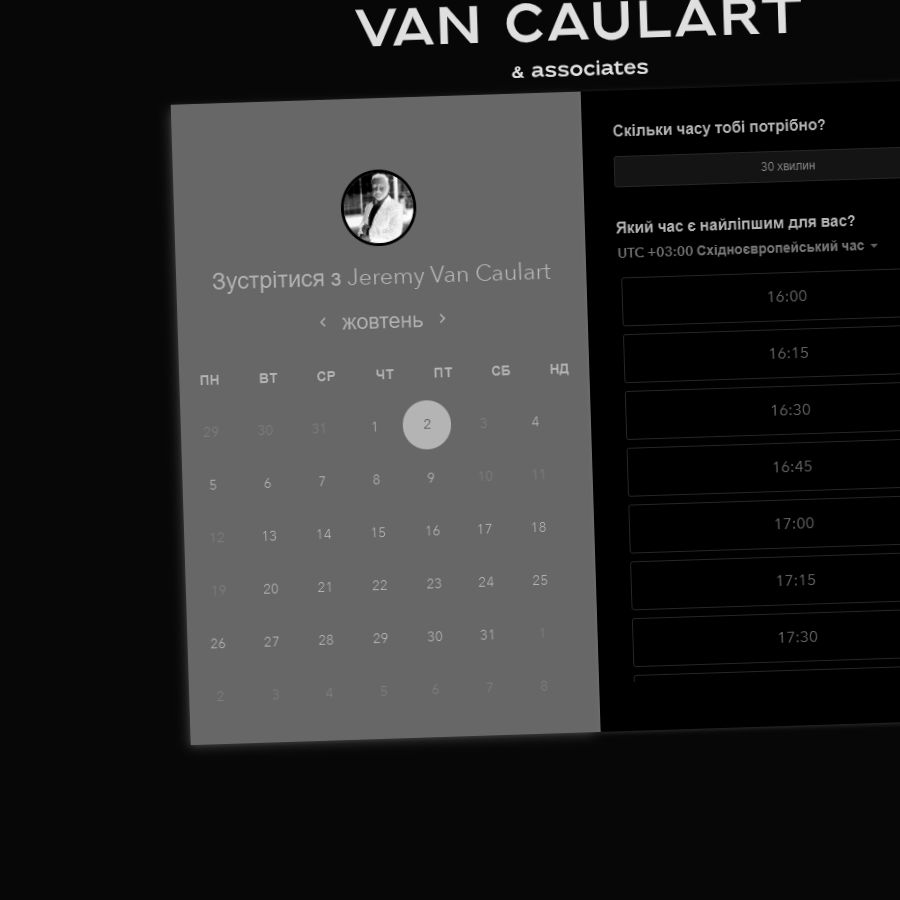 VAN CAULART
& associates
Зустрітися з Jeremy Van Caulart
жовтень
ПН ВТ СР ЧТ ПТ СБ НД
29 30 31 1 2 3 4
5 6 7 8 9 10 11
12 13 14 15 16 17 18
19 20 21 22 23 24 25
26 27 28 29 30 31 1
2 3 4 5 6 7 8
Скільки часу тобі потрібно?
30 хвилин
Який час є найліпшим для вас?
UTC +03:00 Східноєвропейський час
16:00
16:15
16:30
16:45
17:00
17:15
17:30